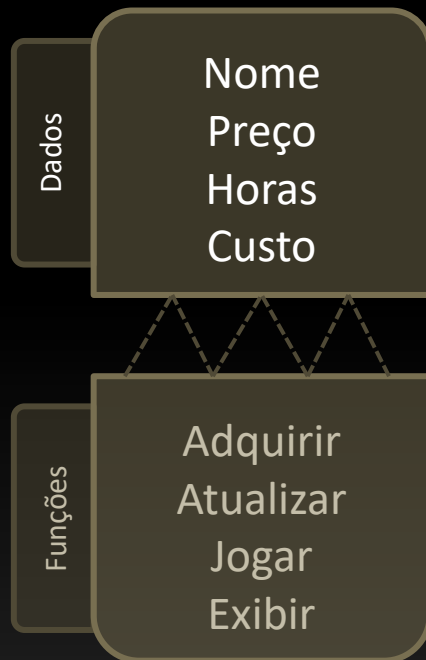 Dados
Nome
Preço
Horas
Custo
Funções
Adquirir
Atualizar
Jogar
Exibir